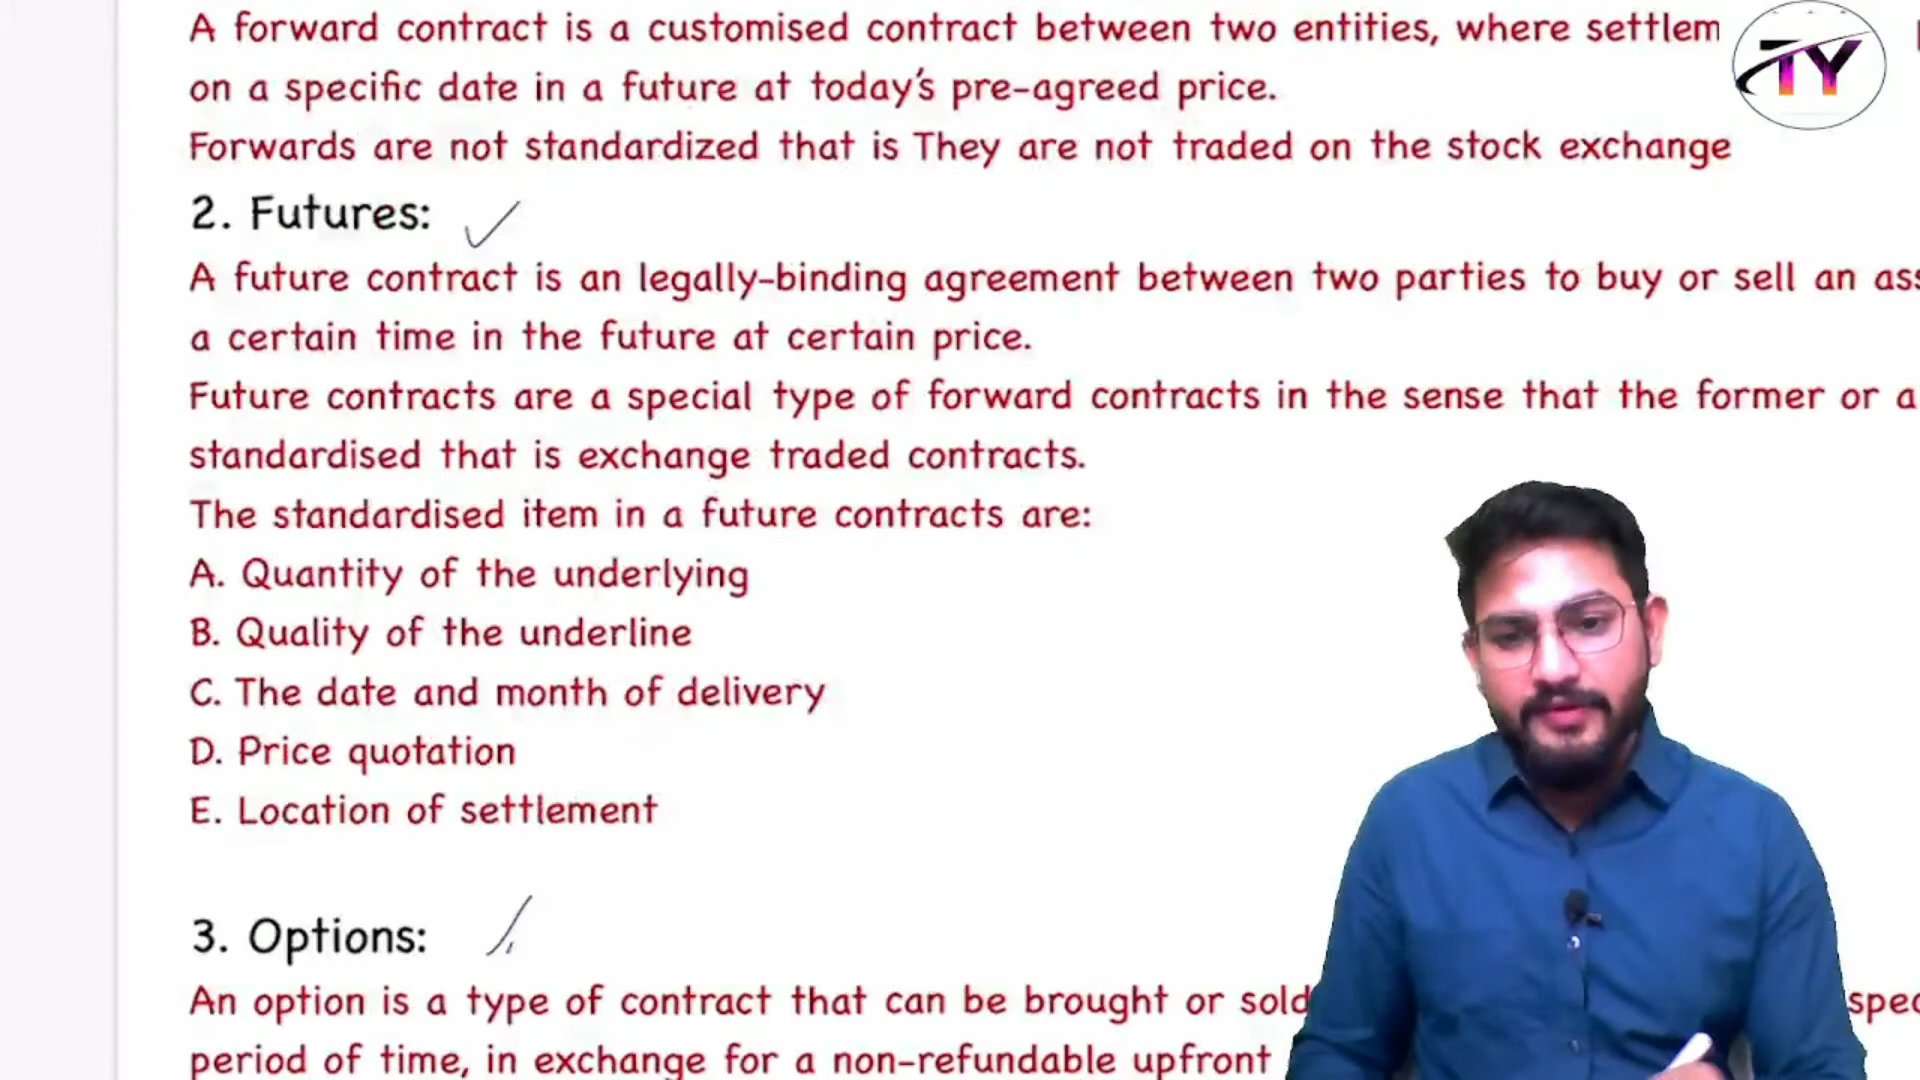 A forward contract is a customised contract between two entities, where settlem
TY
on a specific date in a future at today's pre-agreed price.
Forwards are not standardized that is They are not traded on the stock exchange
2. Futures:
A future contract is an legally-binding agreement between two parties to buy or sell an ass
a certain time in the future at certain price.
Future contracts are a special type of forward contracts in the sense that the former or a
standardised that is exchange traded contracts.
The standardised item in a future contracts are:
A. Quantity of the underlying
B. Quality of the underline
C. The date and month of delivery
D. Price quotation
E. Location of settlement
3. Options:
An option is a type of contract that can be brought or sold spec
period of time, in exchange for a non-refundable upfront